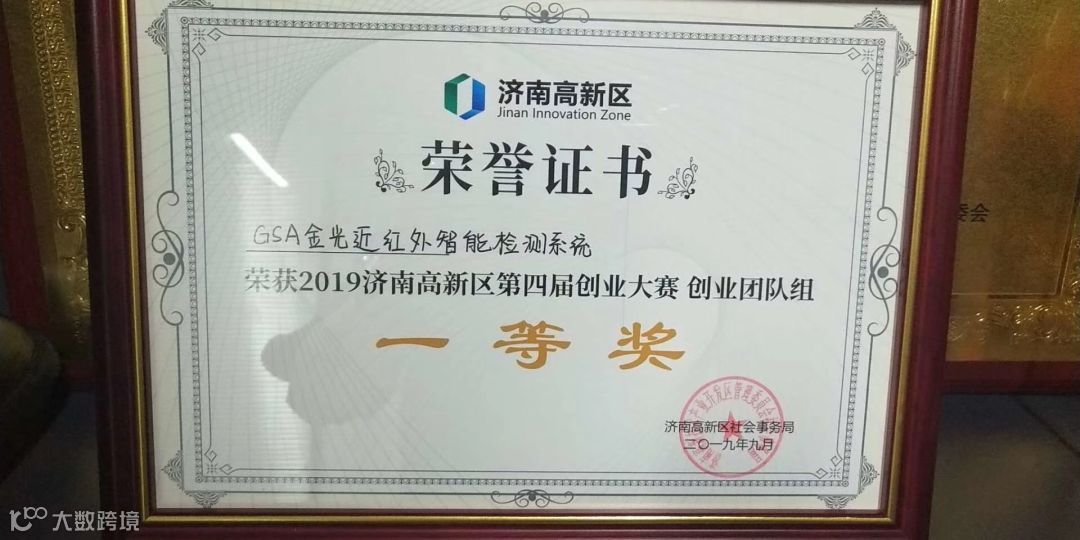 济南高新区
Jinan Innovation Zone
荣誉证书
GSA金光近红外智能检测系统
荣获2019济南高新区第四届创业大赛 创业团队组
一等奖
济南高新区社会事务局
二〇一九年九月
委会
大数跨境